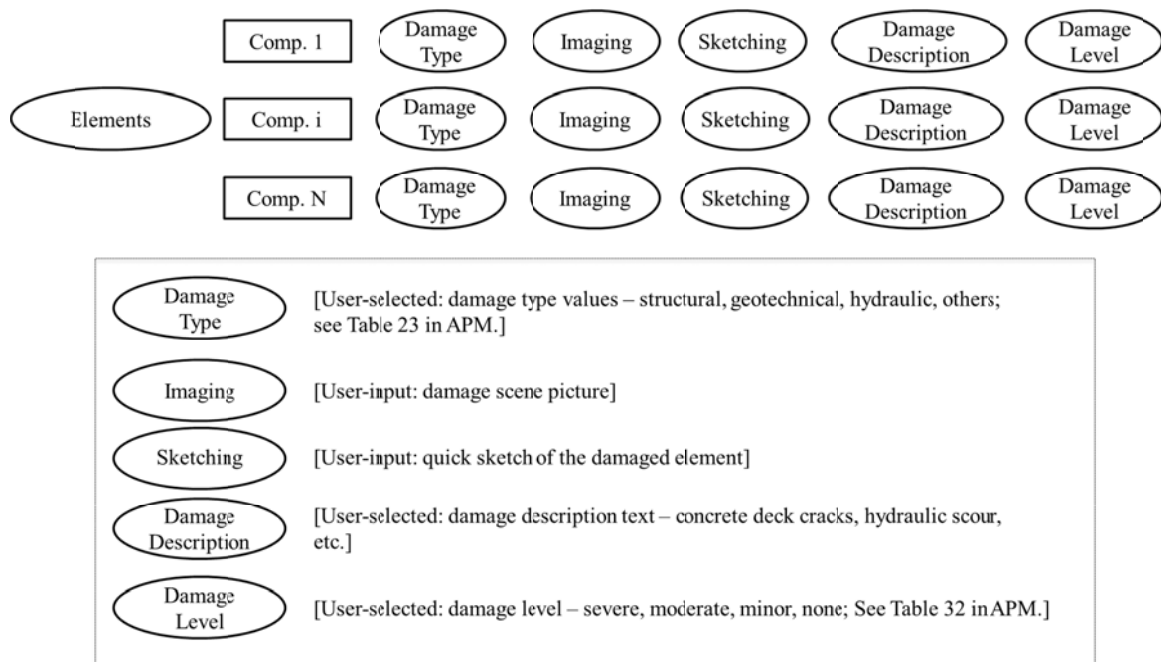 Comp. 1
Damage
Type
Imaging
Sketching
Damage
Description
Damage
Level
Elements
Comp. i
Damage
Type
Imaging
Sketching
Damage
Description
Damage
Level
Comp. N
Damage
Type
Imaging
Sketching
Damage
Description
Damage
Level
Damage
Type
[User-selected: damage type values – structural, geotechnical, hydraulic, others;
see Table 23 in APM.]
Imaging
[User-input: damage scene picture]
Sketching
[User-input: quick sketch of the damaged element]
Damage
Description
[User-selected: damage description text – concrete deck cracks, hydraulic scour,
etc.]
Damage
Level
[User-selected: damage level – severe, moderate, minor, none; See Table 32 in APM.]